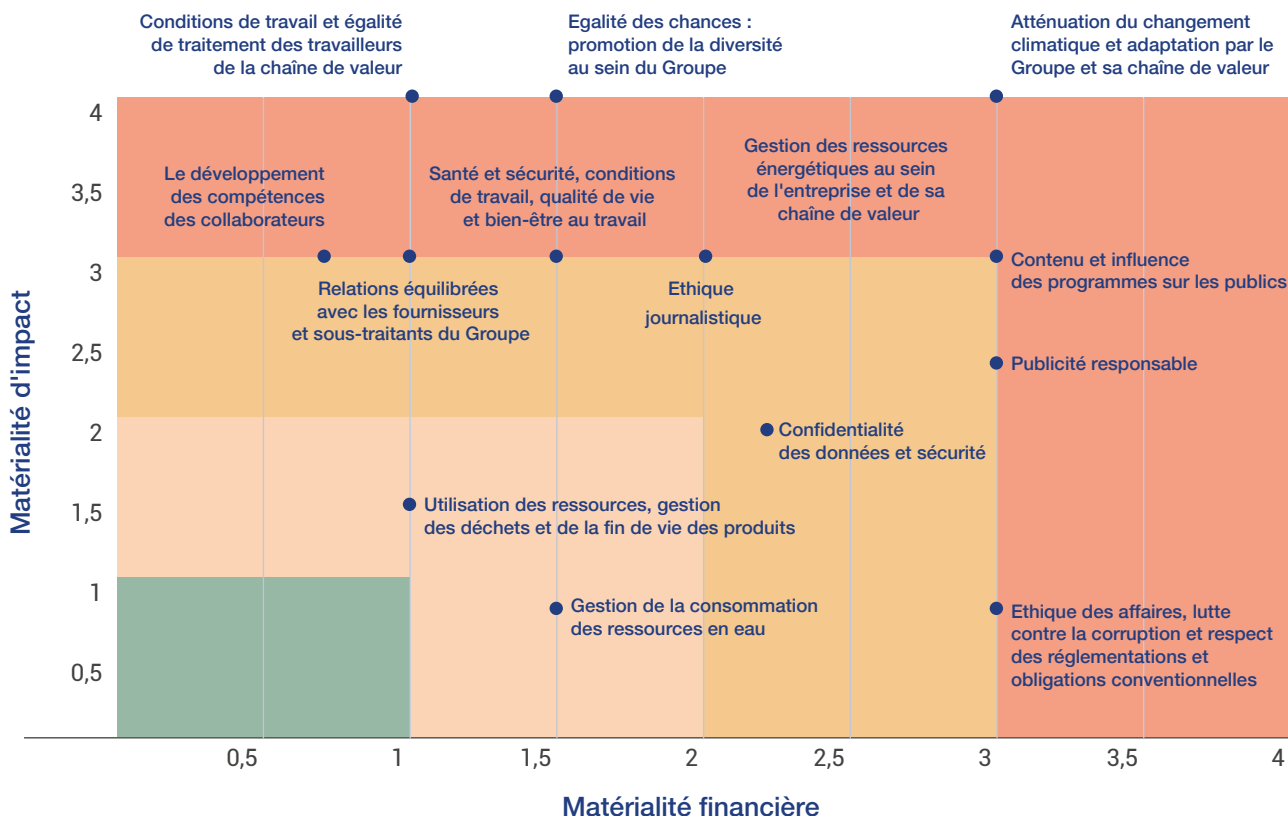 Conditions de travail et égalité
de traitement des travailleurs
de la chaîne de valeur
Egalité des chances :
promotion de la diversité
au sein du Groupe
Atténuation du changement
climatique et adaptation par le
Groupe et sa chaîne de valeur
Le développement
des compétences
des collaborateurs
Santé et sécurité, conditions
de travail, qualité de vie
et bien-être au travail
Gestion des ressources
énergétiques au sein
de l'entreprise et de sa
chaîne de valeur
Relations équilibrées
avec les fournisseurs
et sous-traitants du Groupe
Ethique
journalistique
Contenu et influence
des programmes sur les publics
Publicité responsable
Confidentialité
des données et sécurité
Utilisation des ressources, gestion
des déchets et de la fin de vie des produits
Gestion de la consommation
des ressources en eau
Ethique des affaires, lutte
contre la corruption et respect
des réglementations et
obligations conventionnelles
Matérialité d'impact
4
3,5
3
2,5
2
1,5
1
0,5
0,5
1
1,5
2
2,5
3
3,5
4
Matérialité financière